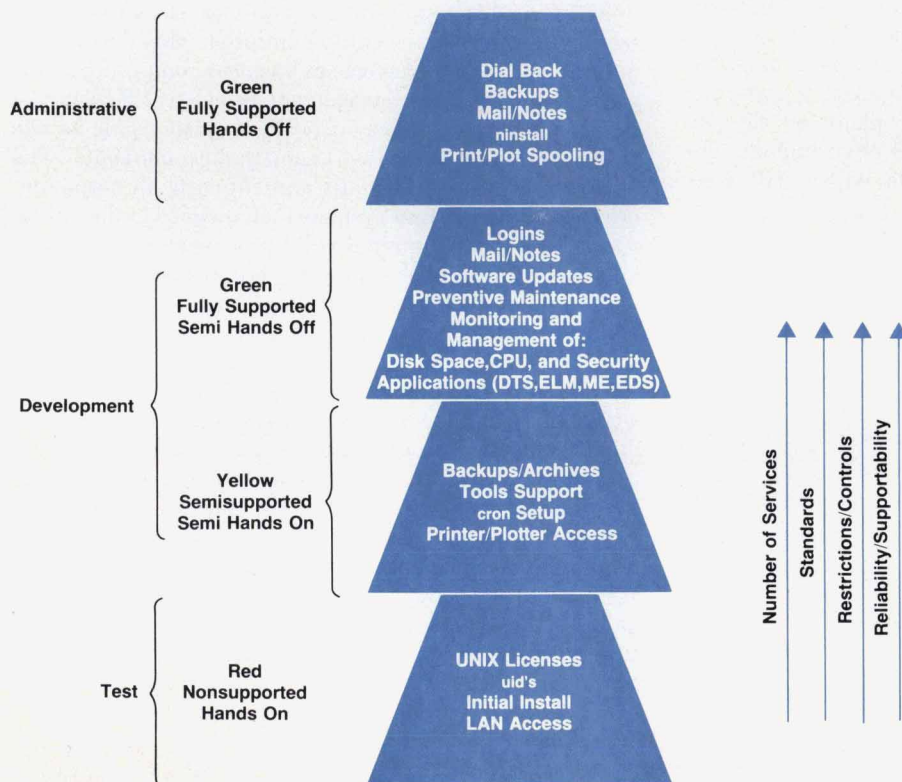 Administrative
Green
Fully Supported
Hands Off
Dial Back
Backups
Mail/Notes
ninstall
Print/Plot Spooling
Development
Green
Fully Supported
Semi Hands Off
Logins
Mail/Notes
Software Updates
Preventive Maintenance
Monitoring and
Management of:
Disk Space,CPU, and Security
Applications (DTS,ELM,ME,EDS)
Yellow
Semisupported
Semi Hands On
Backups/Archives
Tools Support
cron Setup
Printer/Plotter Access
Test
Red
Nonsupported
Hands On
UNIX Licenses
uid's
Initial Install
LAN Access
Number of Services
Standards
Restrictions/Controls
Reliability/Supportability